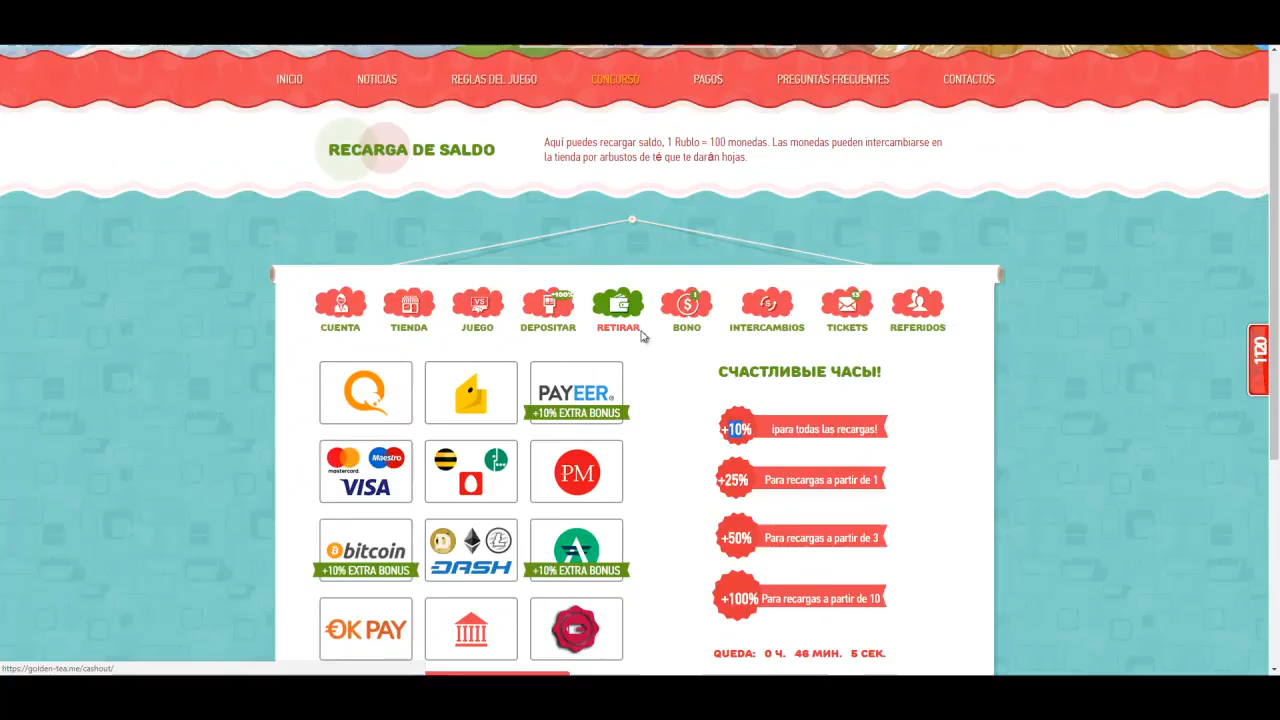 INICIO
NOTICIAS
REGLAS DEL JUEGO
CONCURSO
PAGOS
PREGUNTAS FRECUENTES
CONTACTOS
RECARGA DE SALDO
Aquí puedes recargar saldo, 1 Rublo = 100 monedas. Las monedas pueden intercambiarse en
la tienda por arbustos de té que te darán hojas.
VS
+100%
$
1
S
13
CUENTA
TIENDA
JUEGO
DEPOSITAR
RETIRAR
BONO
INTERCAMBIOS
TICKETS
REFERIDOS
1120
PAYEER
+10% EXTRA BONUS
mastercard.
Maestro
VISA
PM
bitcoin
+10% EXTRA BONUS
DASH
+10% EXTRA BONUS
OKPAY
СЧАСТЛИВЫЕ ЧАСЫ!
+10% ¡para todas las recargas!
+25% Para recargas a partir de 1
+50% Para recargas a partir de 3
+100% Para recargas a partir de 10
QUEDA: 0 Ч. 46 МИН. 5 СЕК.
https://golden-tea.me/cashout/